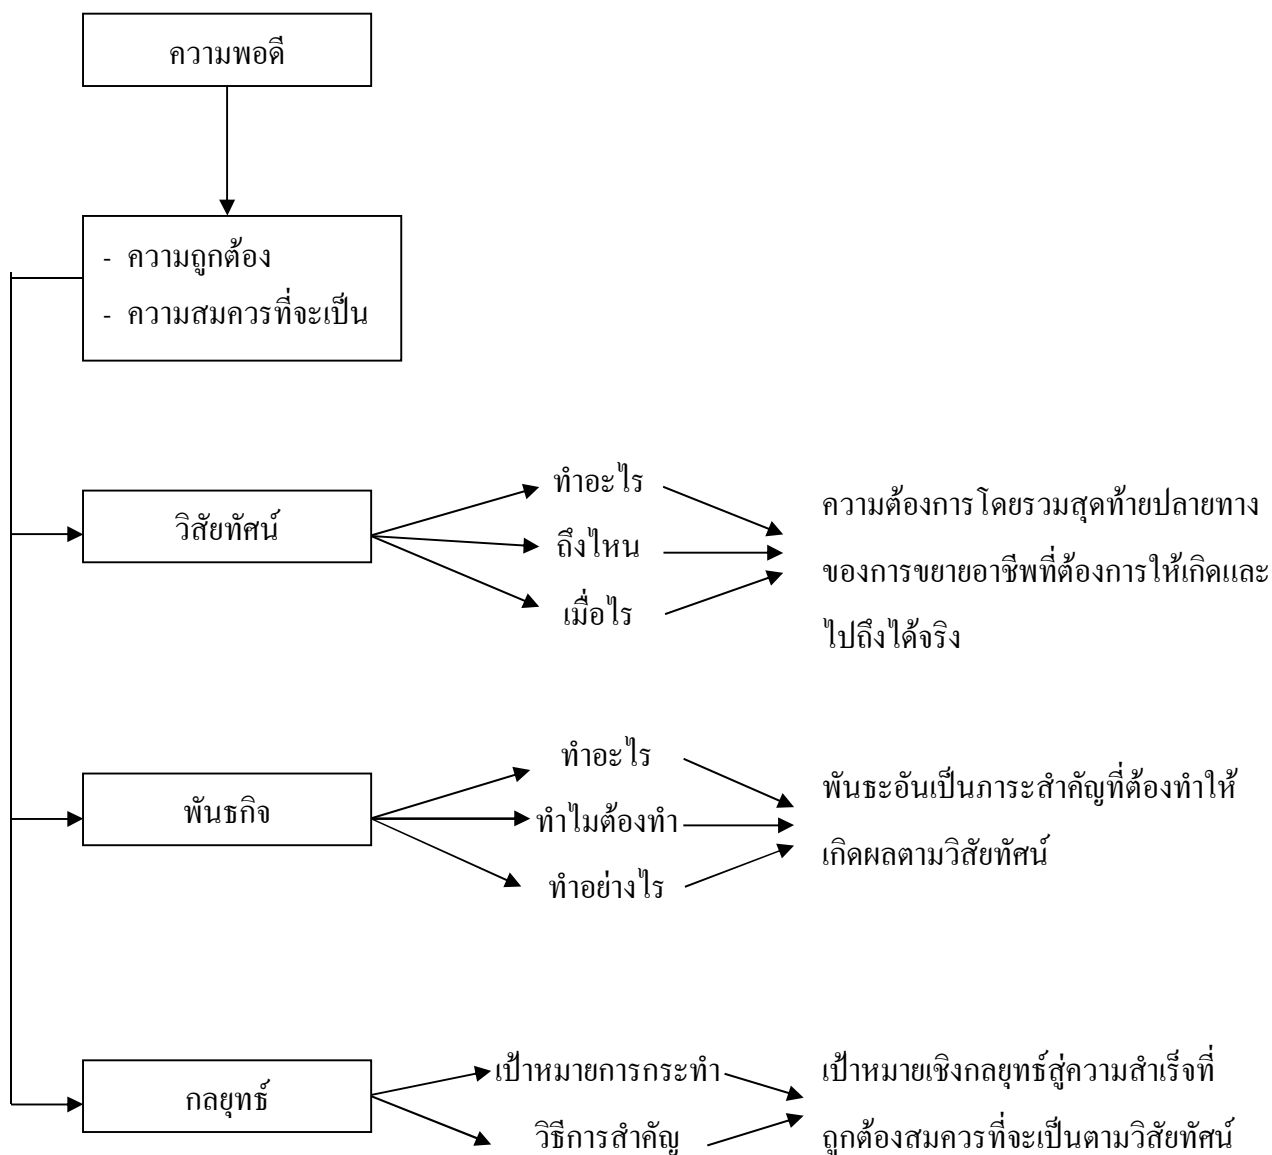 ความพอดี
- ความถูกต้อง
- ความสมควรที่จะเป็น
วิสัยทัศน์
ทำอะไร
ถึงไหน
เมื่อไร
ความต้องการโดยรวมสุดท้ายปลายทาง
ของการขยายอาชีพที่ต้องการให้เกิดและ
ไปถึงได้จริง
พันธกิจ
ทำอะไร
ทำไมต้องทำ
ทำอย่างไร
พันธะอันเป็นภาระสำคัญที่ต้องทำให้
เกิดผลตามวิสัยทัศน์
กลยุทธ์
เป้าหมายการกระทำ
วิธีการสำคัญ
เป้าหมายเชิงกลยุทธ์สู่ความสำเร็จที่
ถูกต้องสมควรที่จะเป็นตามวิสัยทัศน์